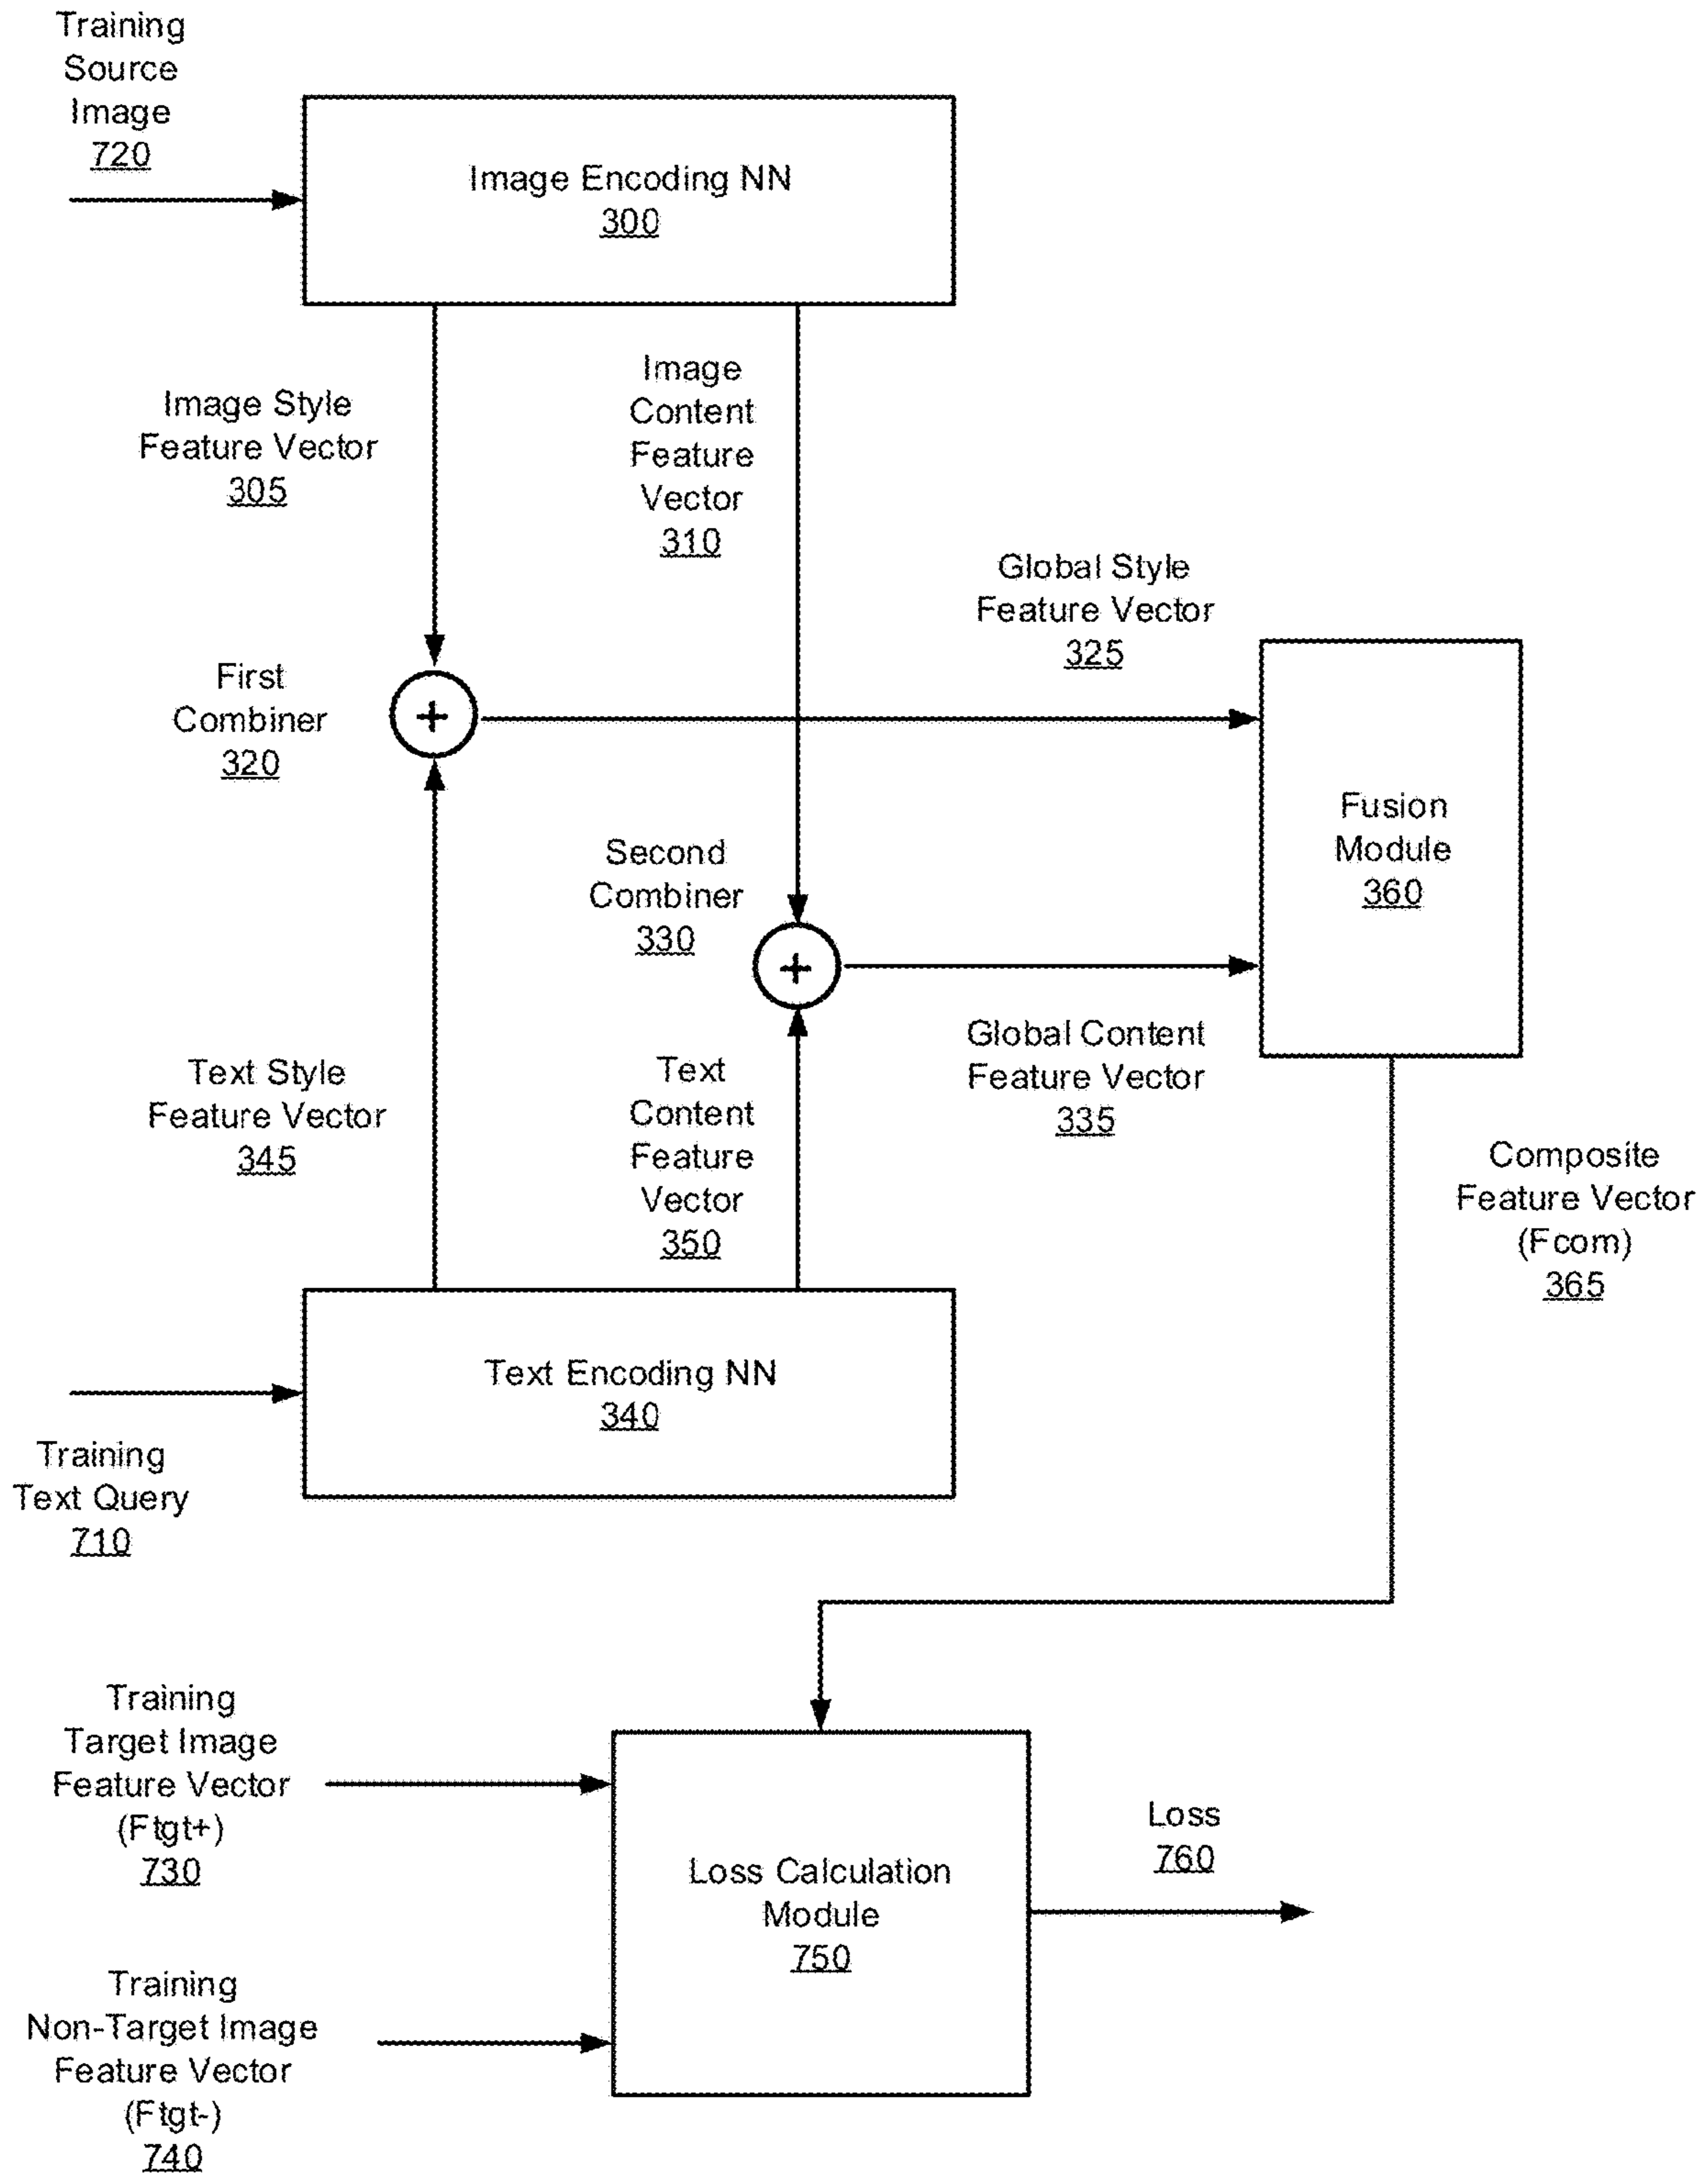 Training
Source
Image
720
Image Encoding NN
300
Image Style
Feature Vector
305
Image
Content
Feature
Vector
310
Global Style
Feature Vector
325
First
Combiner
320
+
Fusion
Module
360
Second
Combiner
330
+
Global Content
Feature Vector
335
Text Style
Feature Vector
345
Text
Content
Feature
Vector
350
Composite
Feature Vector
(Fcom)
365
Text Encoding NN
340
Training
Text Query
710
Training
Target Image
Feature Vector
(Ftgt+)
730
Loss Calculation
Module
750
Loss
760
Training
Non-Target Image
Feature Vector
(Ftgt-)
740